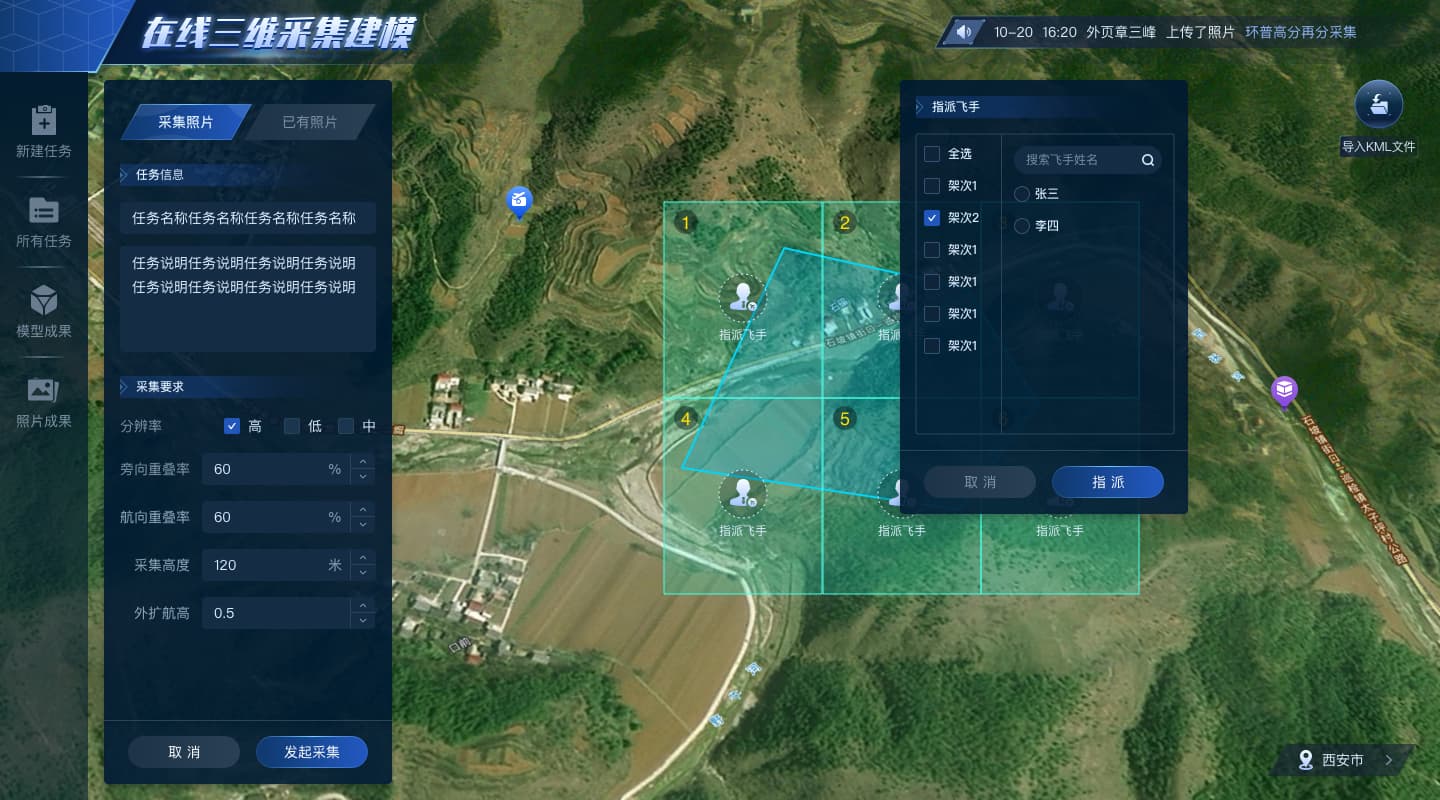 在线三维采集建模
10-20 16:20 外页章三峰 上传了照片 环普高分再分采集
新建任务
所有任务
模型成果
照片成果
采集照片
已有照片
任务信息
任务名称任务名称任务名称任务名称
任务说明任务说明任务说明任务说明
任务说明任务说明任务说明任务说明
采集要求
分辨率 高 低 中
旁向重叠率 60 %
航向重叠率 60 %
采集高度 120 米
外扩航高 0.5
取消 发起采集
1
2
3
指派飞手
指派
4
5
6
指派飞手
指派飞手
指派飞手
指派飞手
全选
架次1
架次2
架次1
架次1
架次1
架次1
搜索飞手姓名
张三
李四
取消 指派
导入KML文件
西安市